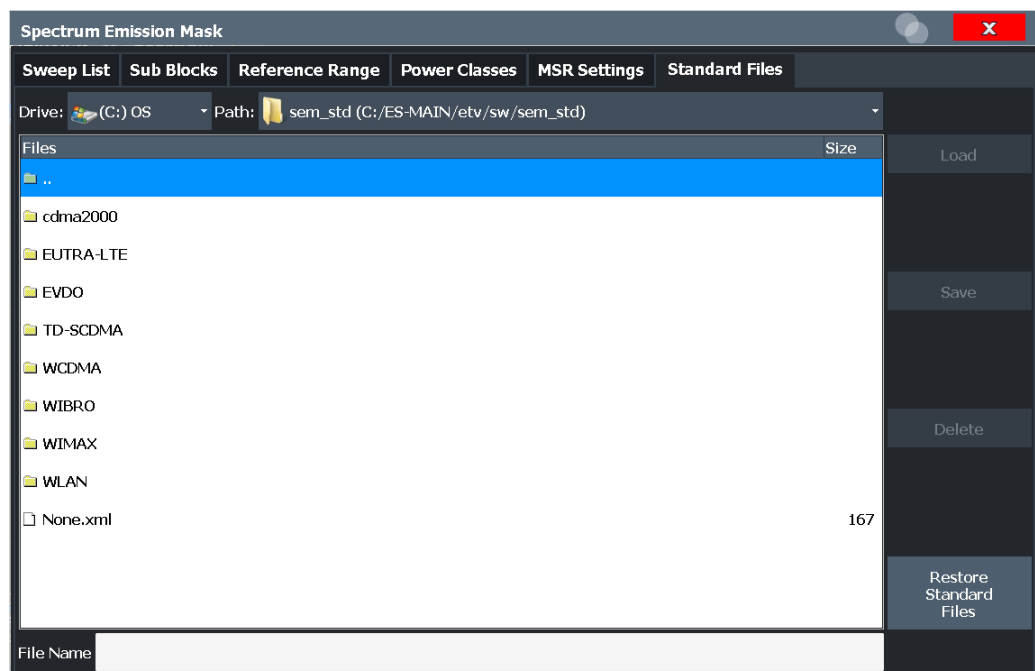 Spectrum Emission Mask
X
Sweep List Sub Blocks Reference Range Power Classes MSR Settings Standard Files
Drive: (C:) OS Path: sem_std (C:/ES-MAIN/etv/sw/sem_std)
Files Size
..
cdma2000
EUTRA-LTE
EVDO
TD-SCDMA
WCDMA
WIBRO
WIMAX
WLAN
None.xml 167
Load
Save
Delete
Restore
Standard
Files
File Name